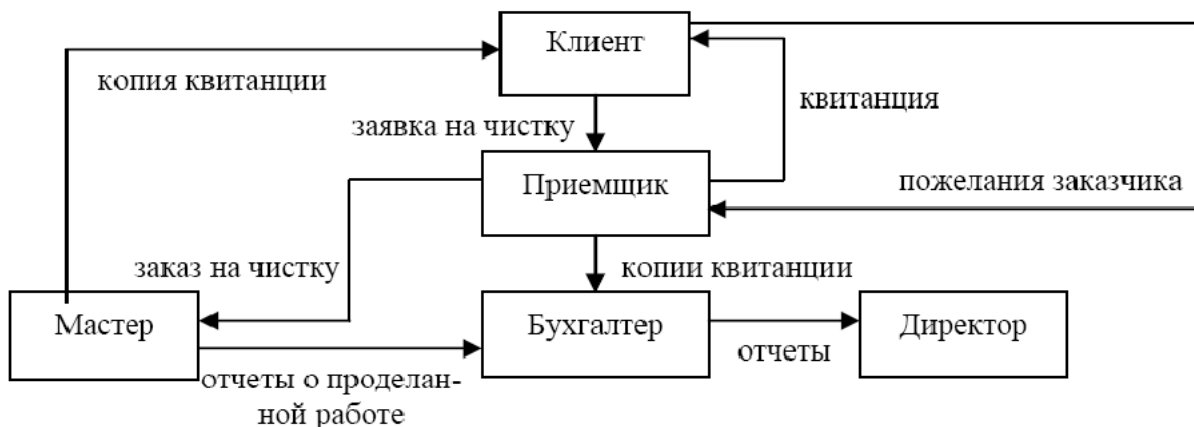 Клиент
копия квитанции
квитанция
заявка на чистку
Приемщик
пожелания заказчика
заказ на чистку
копии квитанции
Мастер
Бухгалтер
Директор
отчеты
отчеты о проделан-
ной работе